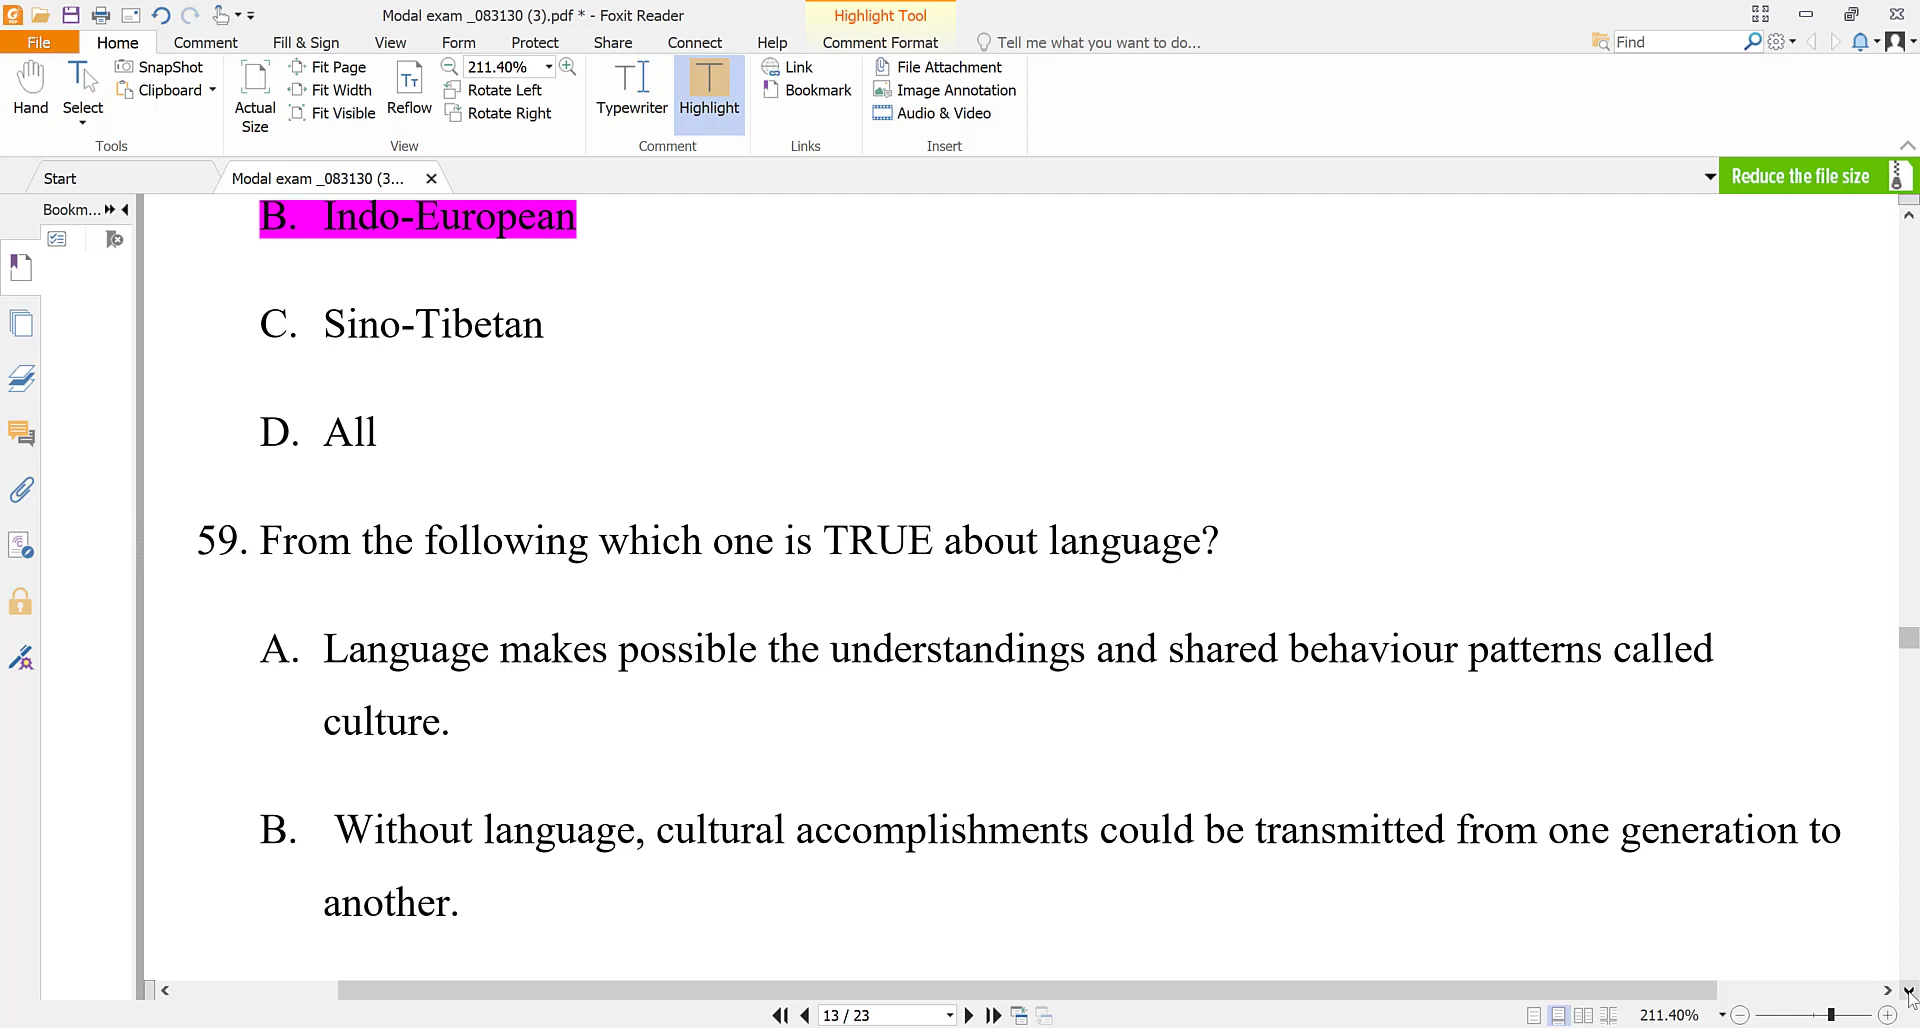 Modal exam _083130 (3).pdf * - Foxit Reader
Highlight Tool
File
Home
Comment
Fill & Sign
View
Form
Protect
Share
Connect
Help
Comment Format
Tell me what you want to do...
Find
Hand
Select
SnapShot
Clipboard
Tools
Actual
Size
Fit Page
Fit Width
Fit Visible
Reflow
211.40%
Rotate Left
Rotate Right
View
Typewriter
Highlight
Comment
Link
Bookmark
Links
File Attachment
Image Annotation
Audio & Video
Insert
Start
Modal exam _083130 (3...
Reduce the file size
Bookm...
B. Indo-European
C. Sino-Tibetan
D. All
59. From the following which one is TRUE about language?
A. Language makes possible the understandings and shared behaviour patterns called
culture.
B. Without language, cultural accomplishments could be transmitted from one generation to
another.
13 / 23
211.40%